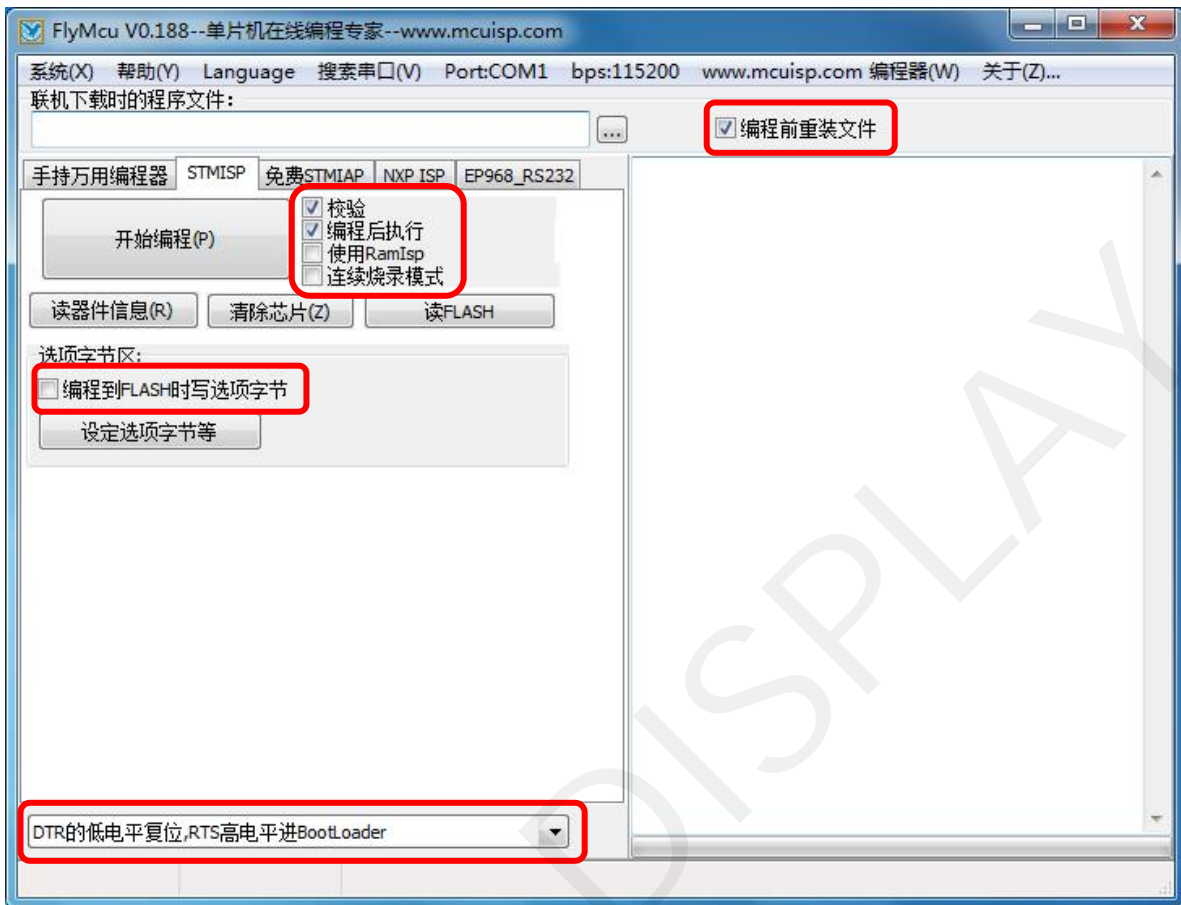 FlyMcu V0.188--单片机在线编程专家--www.mcuisp.com
系统(X) 帮助(Y) Language 搜索串口(V) Port:COM1 bps:115200 www.mcuisp.com 编程器(W) 关于(Z)...
联机下载时的程序文件:
...
编程前重装文件
手持万用编程器 STMISP 免费STMIAP NXP ISP EP968_RS232
开始编程(P)
校验
编程后执行
使用RamIsp
连续烧录模式
读器件信息(R) 清除芯片(Z) 读FLASH
选项字节区:
编程到FLASH时写选项字节
设定选项字节等
DTR的低电平复位,RTS高电平进BootLoader
DISPLAY